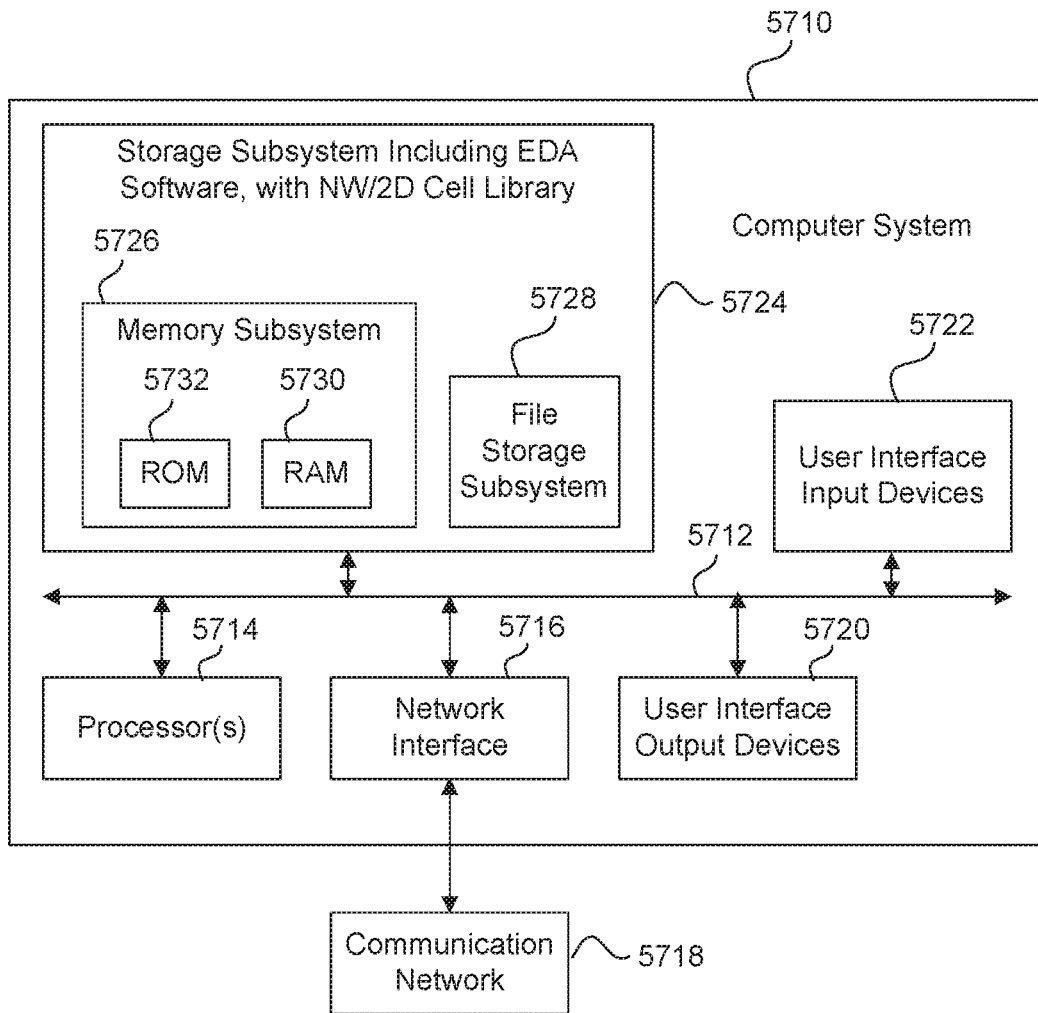 5710
Storage Subsystem Including EDA
Software, with NW/2D Cell Library
Computer System
5726
5728
5724
Memory Subsystem
5722
5732
5730
File
Storage
Subsystem
ROM
RAM
User Interface
Input Devices
5712
5714
5716
5720
Processor(s)
Network
Interface
User Interface
Output Devices
Communication
Network
5718